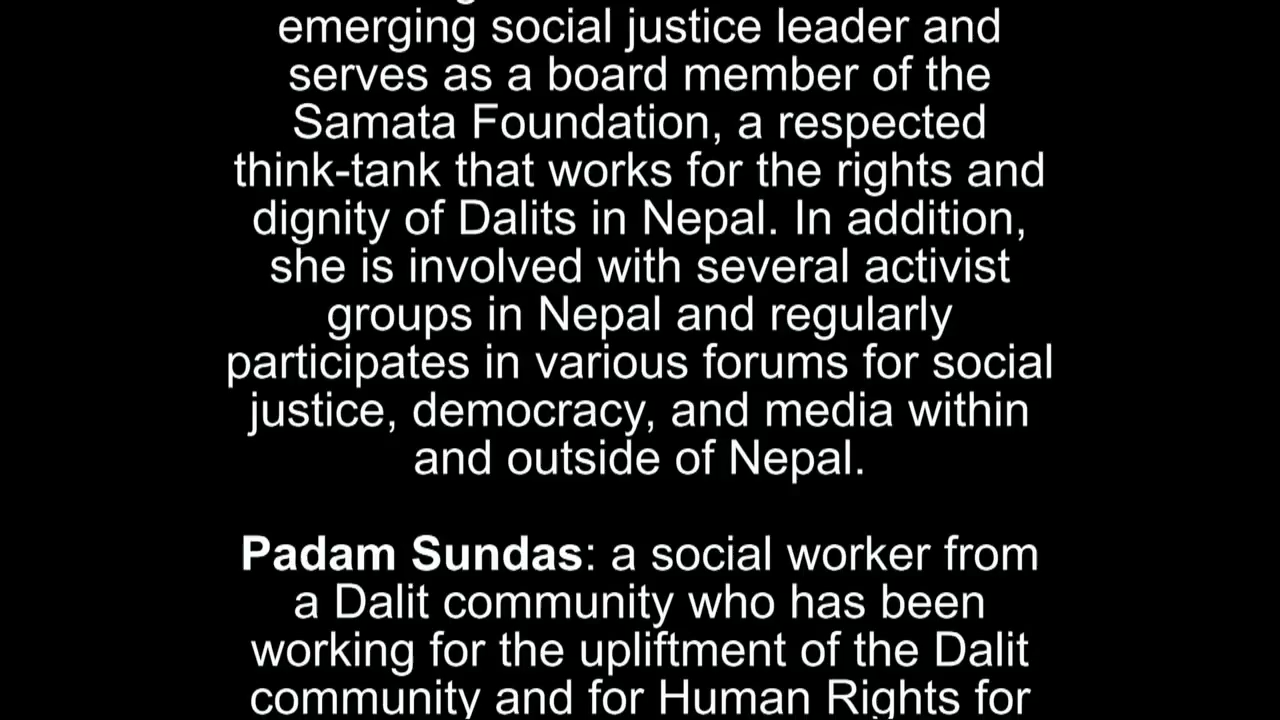 emerging social justice leader and
serves as a board member of the
Samata Foundation, a respected
think-tank that works for the rights and
dignity of Dalits in Nepal. In addition,
she is involved with several activist
groups in Nepal and regularly
participates in various forums for social
justice, democracy, and media within
and outside of Nepal.
Padam Sundas: a social worker from
a Dalit community who has been
working for the upliftment of the Dalit
community and for Human Rights for